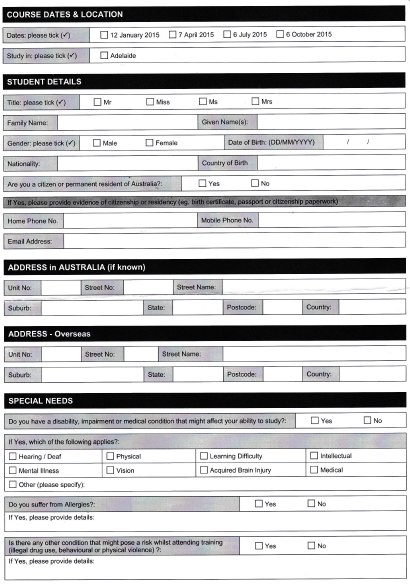 COURSE DATES & LOCATION
Dates: please tick (✓) 12 January 2015 7 April 2015 6 July 2015 6 October 2015
Study in: please tick (✓) Adelaide
STUDENT DETAILS
Title: please tick (✓) Mr Miss Ms Mrs
Family Name: Given Name(s):
Gender: please tick (✓) Male Female Date of Birth: (DD/MM/YYYY) / /
Nationality: Country of Birth
Are you a citizen or permanent resident of Australia?: Yes No
If Yes, please provide evidence of citizenship or residency (eg. birth certificate, passport or citizenship paperwork)
Home Phone No. Mobile Phone No.
Email Address:
ADDRESS in AUSTRALIA (if known)
Unit No: Street No: Street Name:
Suburb: State: Postcode: Country:
ADDRESS - Overseas
Unit No: Street No: Street Name:
Suburb: State: Postcode: Country:
SPECIAL NEEDS
Do you have a disability, impairment or medical condition that might affect your ability to study?: Yes No
If Yes, which of the following applies?:
Hearing / Deaf Physical Learning Difficulty Intellectual
Mental Illness Vision Acquired Brain Injury Medical
Other (please specify):
Do you suffer from Allergies?: Yes No
If Yes, please provide details:
Is there any other condition that might pose a risk whilst attending training
(illegal drug use, behavioural or physical violence) ?: Yes No
If Yes, please provide details: